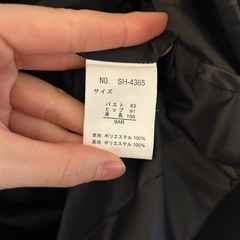 NO. SH-4365
サイズ
バスト 83
ヒップ 91
身長 158
9AR
表地 ポリエステル 100%
裏地 ポリエステル 100%